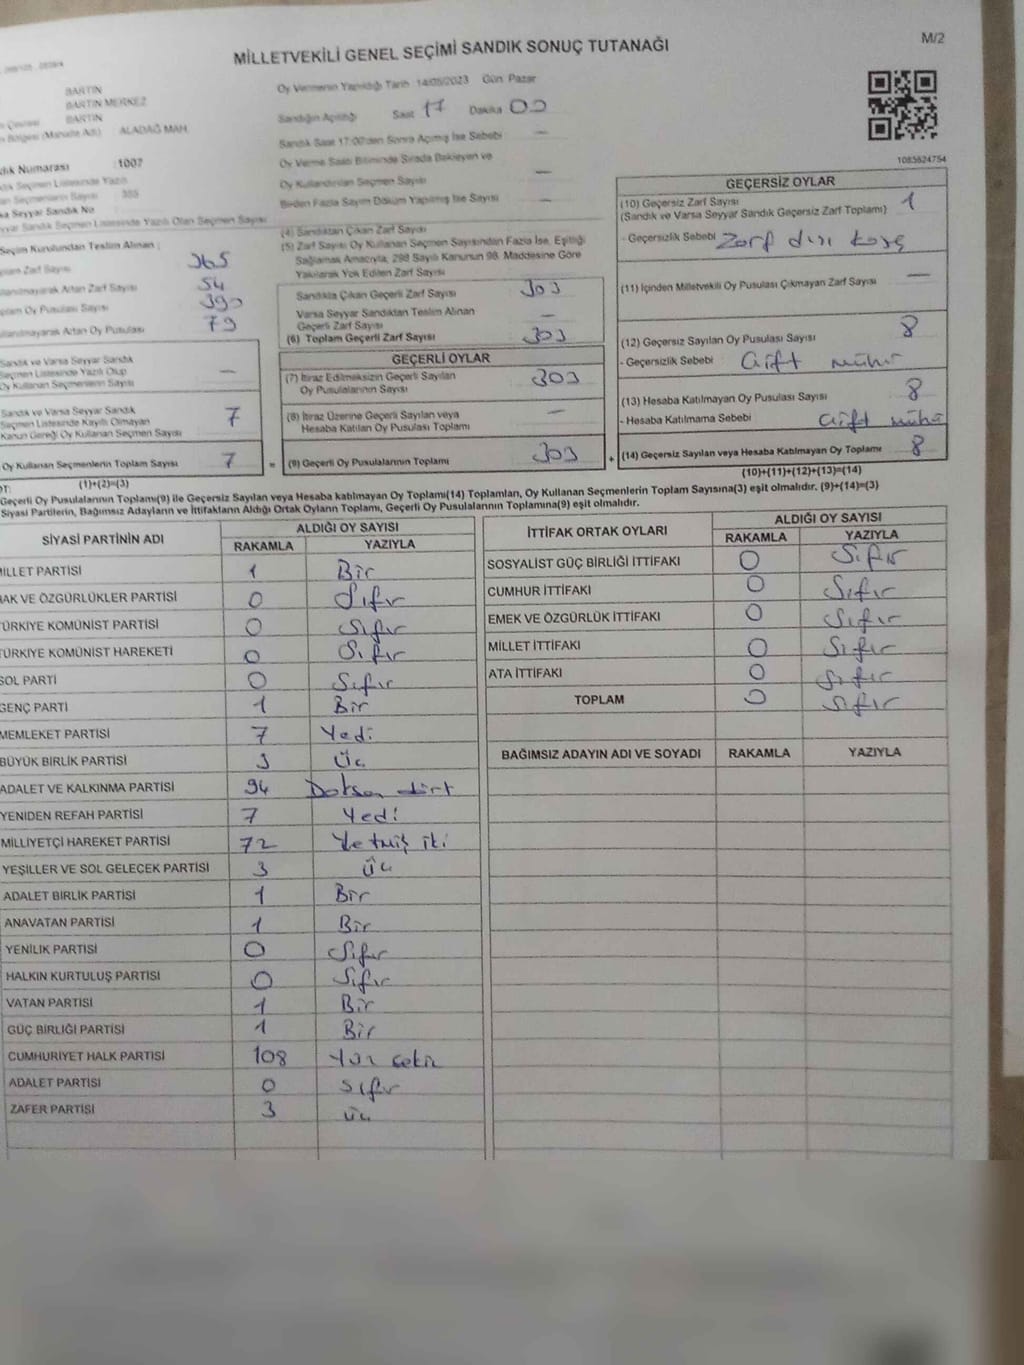 MİLLETVEKİLİ GENEL SEÇİMİ SANDIK SONUÇ TUTANAĞI
M/2
BARTIN
BARTIN MERKEZ
BARTIN
ALADAĞ MAH.
Numarası :1007
Oy Vermenin Yapıldığı Tarih 14/05/2023 Gün Pazar
Sandığın Açılışı Saat 17 Dakika 00
Sandık Saat 17:00'den Sonra Açılmış İse Sebebi —
Oy Verme Saati Bitiminde Sırada Bekleyen ve
Oy Kullandırılan Seçmen Sayısı —
Birden Fazla Sayım Döküm Yapılmış İse Sayısı —
1083624754
Seçim Kurulundan Teslim Alınan :
Zarf Sayısı 365
Artan Zarf Sayısı 54
Oy Pusulası Sayısı 390
Artan Oy Pusulası 79
Sandık ve Varsa Seyyar Sandık
Seçmen Listesinde Yazılı Olup
Oy Kullanan Seçmenlerin Sayısı —
Sandık ve Varsa Seyyar Sandık
Seçmen Listesinde Kayıtlı Olmayan
Kanun Gereği Oy Kullanan Seçmen Sayısı 7
Oy Kullanan Seçmenlerin Toplam Sayısı 7
(1)+(2)=(3)
(4) Sandıktan Çıkan Zarf Sayısı
(5) Zarf Sayısı Oy Kullanan Seçmen Sayısından Fazla İse, Eşitliği
Sağlamak Amacıyla, 298 Sayılı Kanunun 98. Maddesine Göre
Yakılarak Yok Edilen Zarf Sayısı
Sandıkta Çıkan Geçerli Zarf Sayısı 303
Varsa Seyyar Sandıktan Teslim Alınan
Geçerli Zarf Sayısı —
(6) Toplam Geçerli Zarf Sayısı 303
GEÇERLİ OYLAR
(7) İtiraz Edilmeksizin Geçerli Sayılan
Oy Pusulalarının Sayısı 303
(8) İtiraz Üzerine Geçerli Sayılan veya
Hesaba Katılan Oy Pusulası Toplamı —
= (9) Geçerli Oy Pusulalarının Toplamı 303 +
GEÇERSİZ OYLAR
(10) Geçersiz Zarf Sayısı 1
(Sandık ve Varsa Seyyar Sandık Geçersiz Zarf Toplamı)
- Geçersizlik Sebebi Zarf dışı
(11) İçinden Milletvekili Oy Pusulası Çıkmayan Zarf Sayısı —
(12) Geçersiz Sayılan Oy Pusulası Sayısı 8
- Geçersizlik Sebebi Çift mühür
(13) Hesaba Katılmayan Oy Pusulası Sayısı 8
- Hesaba Katılmama Sebebi Çift mühü
(14) Geçersiz Sayılan veya Hesaba Katılmayan Oy Toplamı 8
(10)+(11)+(12)+(13)=(14)
Geçerli Oy Pusulalarının Toplamı(9) ile Geçersiz Sayılan veya Hesaba katılmayan Oy Toplamı(14) Toplamları, Oy Kullanan Seçmenlerin Toplam Sayısına(3) eşit olmalıdır. (9)+(14)=(3)
Siyasi Partilerin, Bağımsız Adayların ve İttifakların Aldığı Ortak Oyların Toplamı, Geçerli Oy Pusulalarının Toplamına(9) eşit olmalıdır.
SİYASİ PARTİNİN ADI ALDIĞI OY SAYISI
RAKAMLA YAZIYLA
MİLLET PARTİSİ 1 Bir
HAK VE ÖZGÜRLÜKLER PARTİSİ 0 Sıfır
TÜRKİYE KOMÜNİST PARTİSİ 0 Sıfır
TÜRKİYE KOMÜNİST HAREKETİ 0 Sıfır
SOL PARTİ 0 Sıfır
GENÇ PARTİ 1 Bir
MEMLEKET PARTİSİ 7 Yedi
BÜYÜK BİRLİK PARTİSİ 3 Üç
ADALET VE KALKINMA PARTİSİ 94 Doksan dört
YENİDEN REFAH PARTİSİ 7 Yedi
MİLLİYETÇİ HAREKET PARTİSİ 72 Yetmiş iki
YEŞİLLER VE SOL GELECEK PARTİSİ 3 Üç
ADALET BİRLİK PARTİSİ 1 Bir
ANAVATAN PARTİSİ 1 Bir
YENİLİK PARTİSİ 0 Sıfır
HALKIN KURTULUŞ PARTİSİ 0 Sıfır
VATAN PARTİSİ 1 Bir
GÜÇ BİRLİĞİ PARTİSİ 1 Bir
CUMHURİYET HALK PARTİSİ 108 Yüz sekiz
ADALET PARTİSİ 0 Sıfır
ZAFER PARTİSİ 3 Üç
İTTİFAK ORTAK OYLARI ALDIĞI OY SAYISI
RAKAMLA YAZIYLA
SOSYALİST GÜÇ BİRLİĞİ İTTİFAKI 0 Sıfır
CUMHUR İTTİFAKI 0 Sıfır
EMEK VE ÖZGÜRLÜK İTTİFAKI 0 Sıfır
MİLLET İTTİFAKI 0 Sıfır
ATA İTTİFAKI 0 Sıfır
TOPLAM 0 Sıfır
BAĞIMSIZ ADAYIN ADI VE SOYADI RAKAMLA YAZIYLA